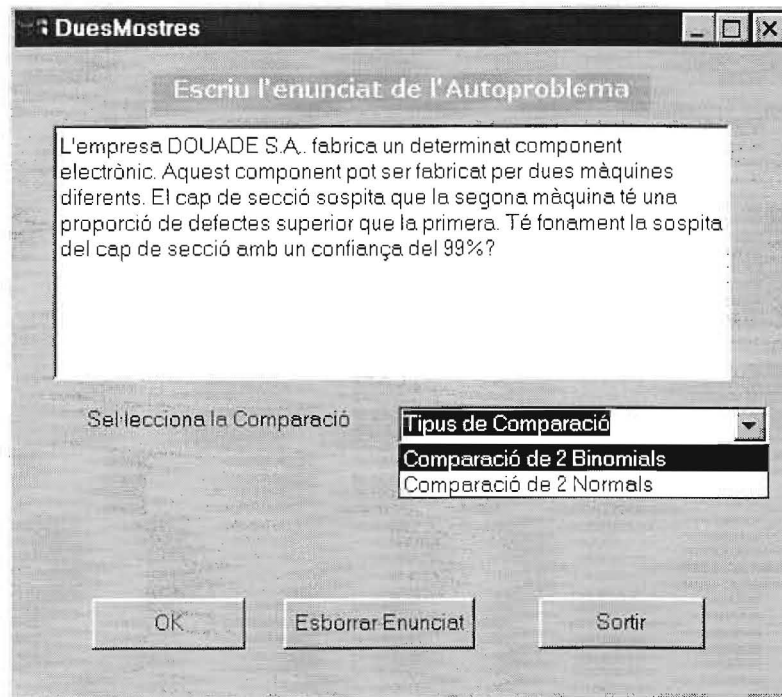 DuesMostres
Escriu l'enunciat de l'Autoproblema
L'empresa DOUADE S.A,. fabrica un determinat component
electrònic. Aquest component pot ser fabricat per dues màquines
diferents. El cap de secció sospita que la segona màquina té una
proporció de defectes superior que la primera. Té fonament la sospita
del cap de secció amb un confiança del 99%?
Sel·lecciona la Comparació
Tipus de Comparació
Comparació de 2 Binomials
Comparació de 2 Normals
OK
Esborrar Enunciat
Sortir